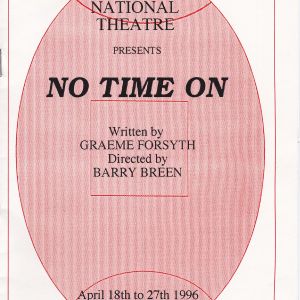 NATIONAL
THEATRE
PRESENTS
NO TIME ON
Written by
GRAEME FORSYTH
Directed by
BARRY BREEN
April 18th to 27th 1996